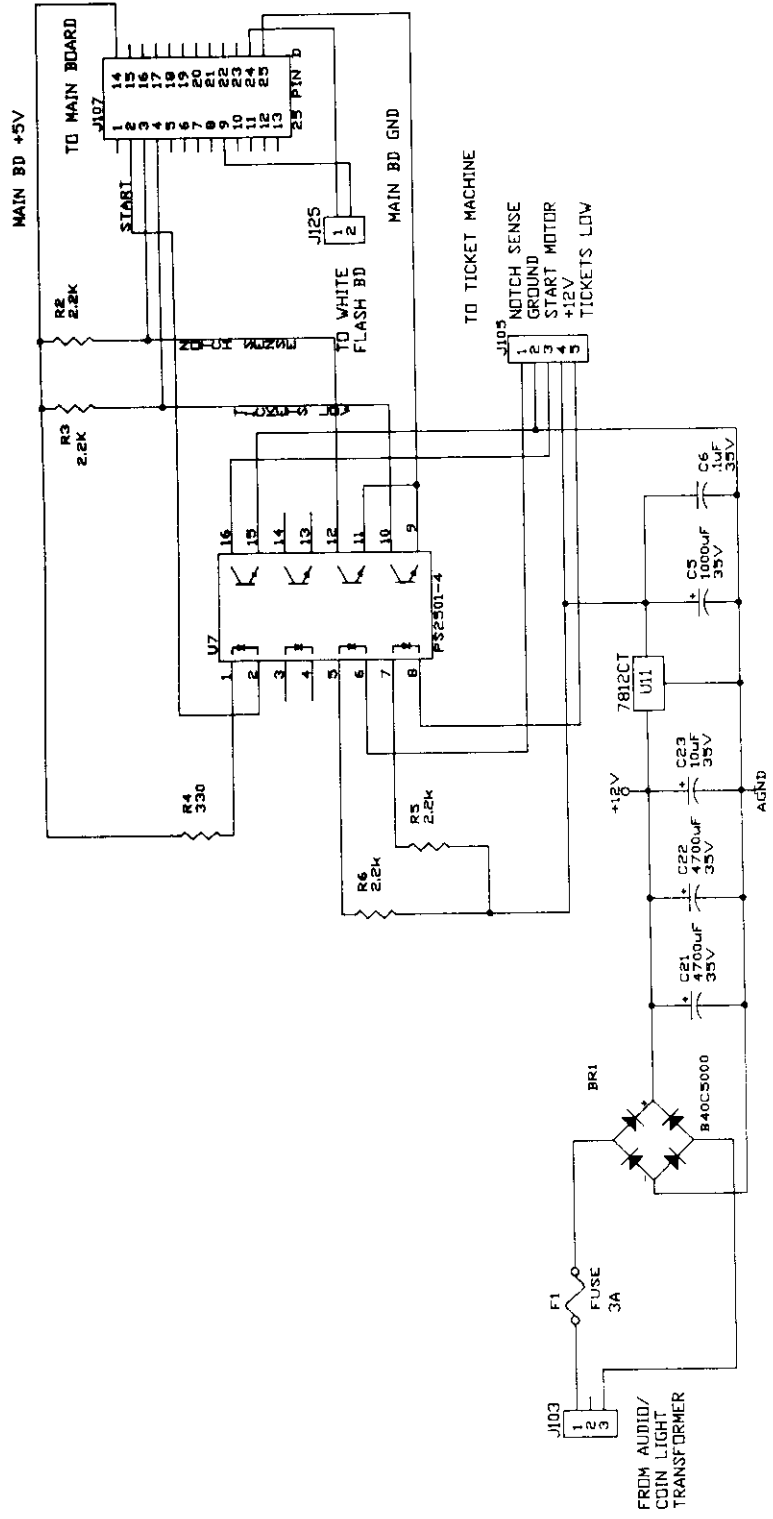 MAIN BD +5V
TO MAIN BOARD
J107
1
2
3
4
5
6
7
8
9
10
11
12
13
14
15
16
17
18
19
20
21
22
23
24
25
25 PIN D
START
R2
2.2K
R3
2.2K
J125
1
2
TO WHITE
FLASH BD
MAIN BD GND
TO TICKET MACHINE
J105
1
2
3
4
5
NOTCH SENSE
GROUND
START MOTOR
+12V
TICKETS LOW
U7
PS2501-4
1
2
3
4
5
6
7
8
16
15
14
13
12
11
10
9
R4
330
R5
2.2K
R6
2.2K
+12V
7812CT
U11
C5
1000uF
35V
C6
.1uF
35V
C23
10uF
35V
C22
4700uF
35V
C21
4700uF
35V
AGND
BR1
B40C5000
F1
FUSE
3A
J103
1
2
3
FROM AUDIO/
COIN LIGHT
TRANSFORMER